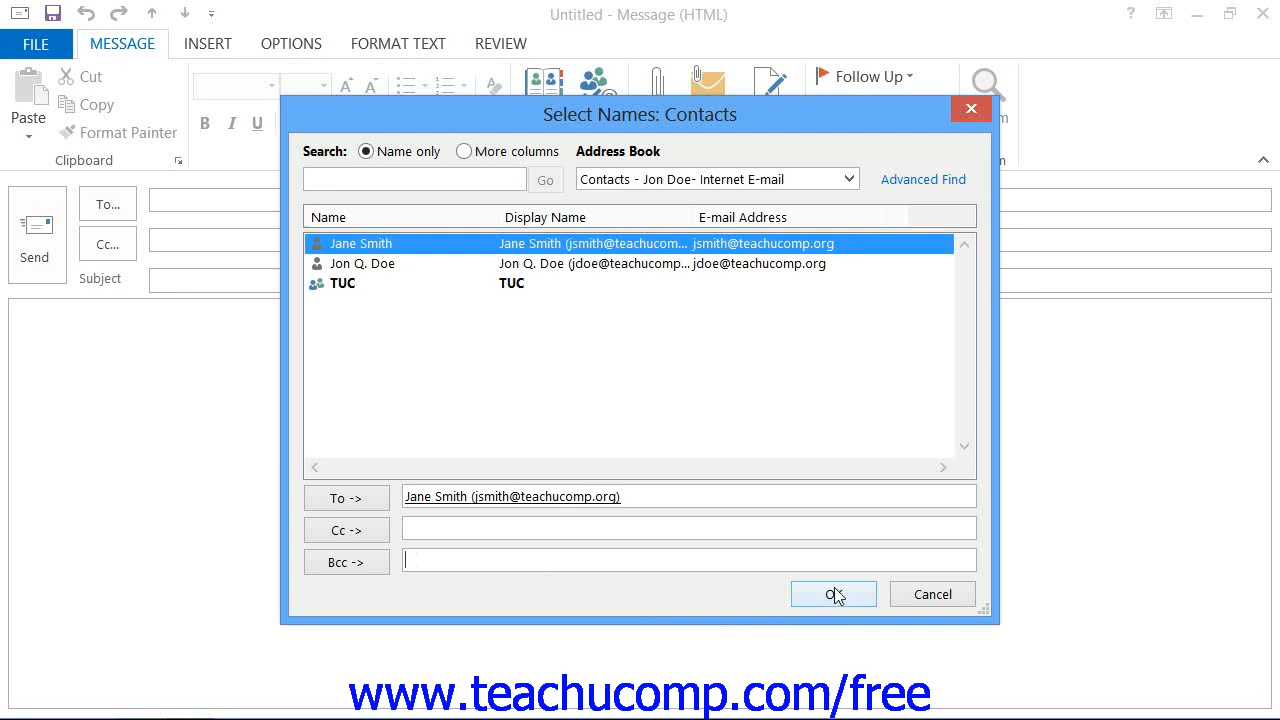 Untitled - Message (HTML)
?
FILE
MESSAGE
INSERT
OPTIONS
FORMAT TEXT
REVIEW
Paste
Cut
Copy
Format Painter
Clipboard
B I U
A A
Follow Up
Select Names: Contacts
Search: Name only More columns Address Book
Go Contacts - Jon Doe- Internet E-mail Advanced Find
Name Display Name E-mail Address
Jane Smith Jane Smith (jsmith@teachucom... jsmith@teachucomp.org
Jon Q. Doe Jon Q. Doe (jdoe@teachucomp... jdoe@teachucomp.org
TUC TUC
To -> Jane Smith (jsmith@teachucomp.org)
Cc ->
Bcc ->
Cancel
To...
Cc...
Send
Subject
www.teachucomp.com/free